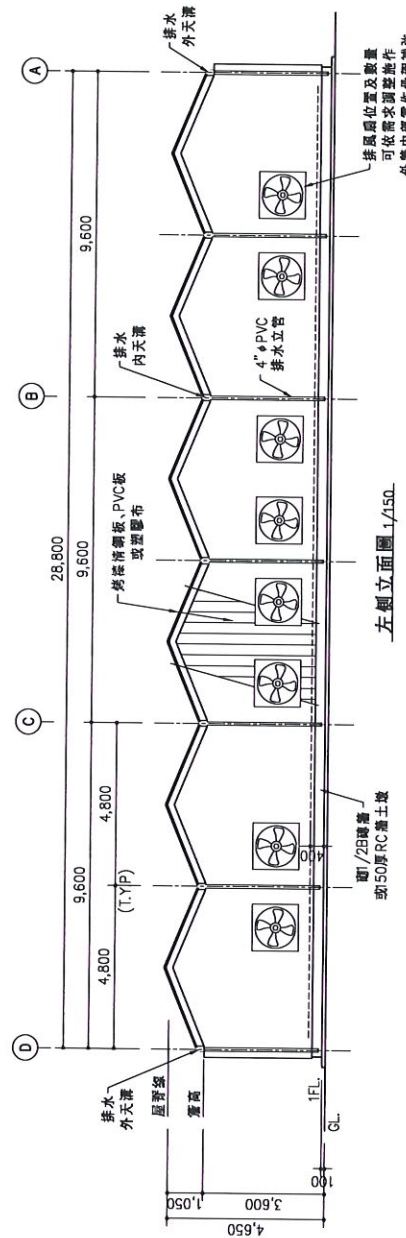 D
C
B
A
28,800
9,600
9,600
9,600
4,800
4,800
(T.Y.P)
排水
外天溝
屋脊線
簷高
烤漆清鋼板、PVC板
或塑膠布
排水
內天溝
排水
外天溝
4"φPVC
排水立管
排風扇位置及數量
可依需求調整施作
1,050
3,600
4,650
100
1FL.
GL.
400
1/2B磚牆
或150厚RC牆土墩
左側立面圖 1/150